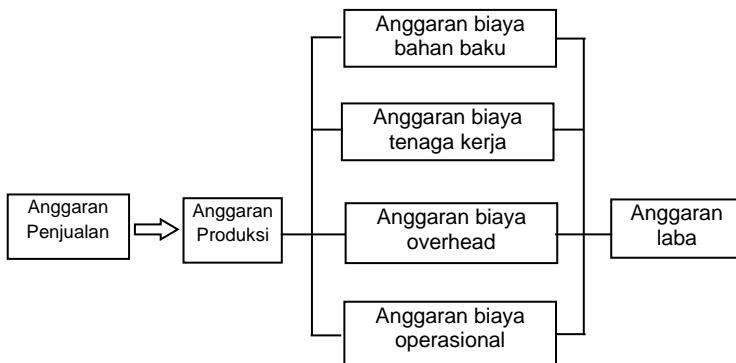 Anggaran
Penjualan
Anggaran
Produksi
Anggaran biaya
bahan baku
Anggaran biaya
tenaga kerja
Anggaran biaya
overhead
Anggaran biaya
operasional
Anggaran
laba